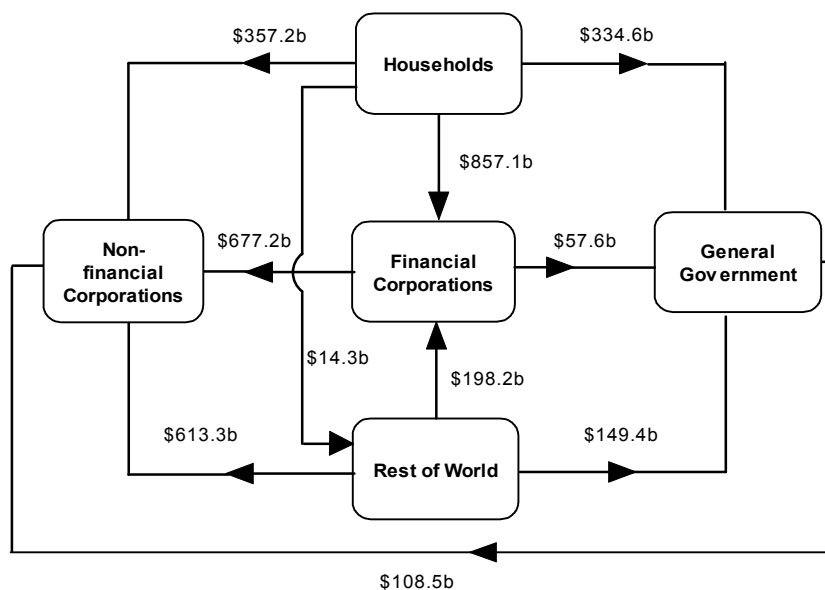 $357.2b
$334.6b
Households
$857.1b
$677.2b
$57.6b
Non-
financial
Corporations
Financial
Corporations
General
Government
$14.3b
$198.2b
$613.3b
$149.4b
Rest of World
$108.5b